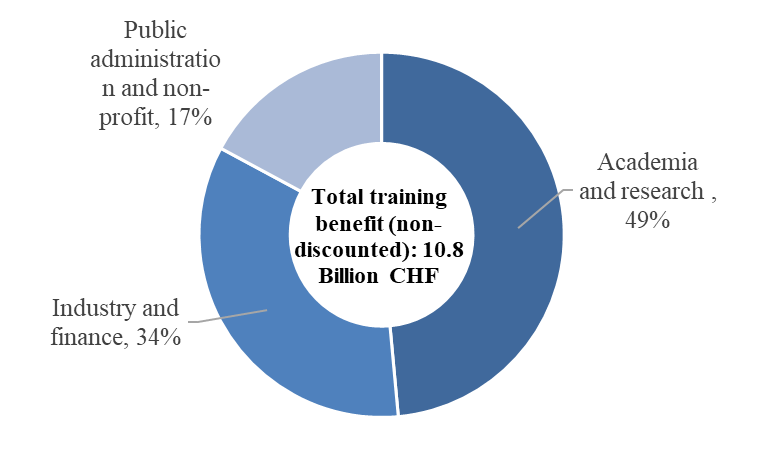 Public
administratio
n and non-
profit, 17%
Academia
and research ,
49%
Total training
benefit (non-
discounted): 10.8
Billion  CHF
Industry and
finance, 34%